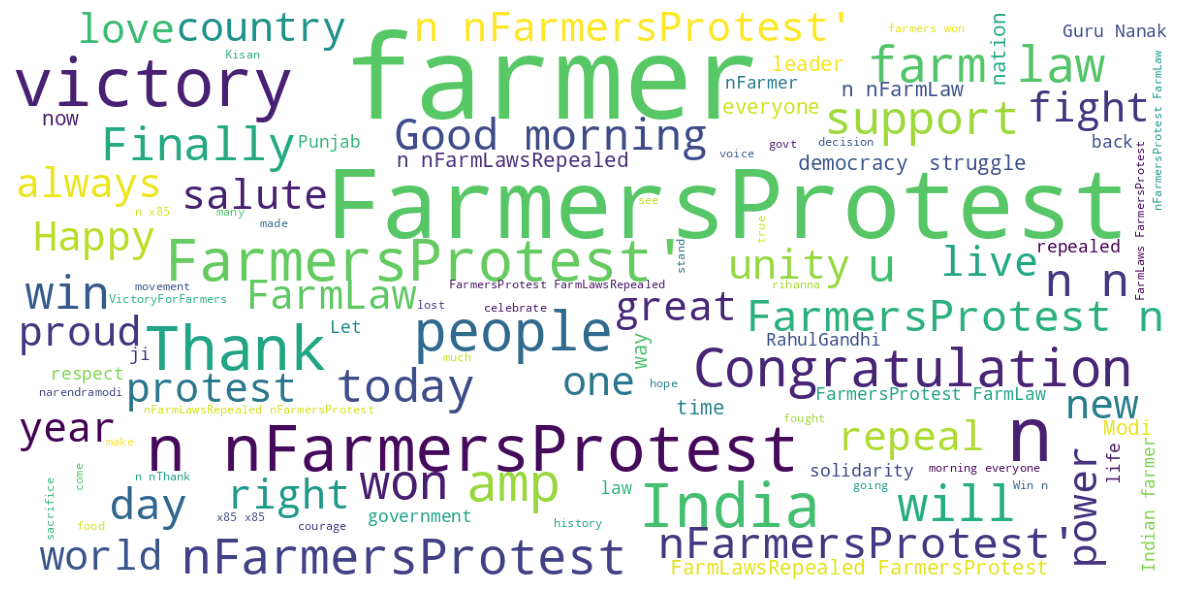 love country n nFarmersProtest' farmers won Guru Nanak
Kisan farmer leader farm law nation
victory nFarmer n nFarmLaw
now everyone support fight
Finally Punjab Good morning voice govt decision back
n nFarmLawsRepealed democracy struggle
always salute FarmersProtest see
n x85 many made true
Happy FarmersProtest' stand unity u live repealed
win movement FarmLaw FarmersProtest FarmLawsRepealed rihanna n n
VictoryForFarmers lost celebrate great FarmersProtest n
proud Thank Let people way RahulGandhi
ji much
respect protest today one hope Congratulation
narendramodi FarmersProtest FarmLaw
nFarmLawsRepealed nFarmersProtest time new
year make n nFarmersProtest fought repeal n Modi
sacrifice come n nThank won amp solidarity morning everyone life
day right law India going Win n
food x85 x85 courage government history will power
world nFarmersProtest nFarmersProtest' Indian farmer
FarmLawsRepealed FarmersProtest
FarmLaws FarmersProtest
nFarmersProtest FarmLaw